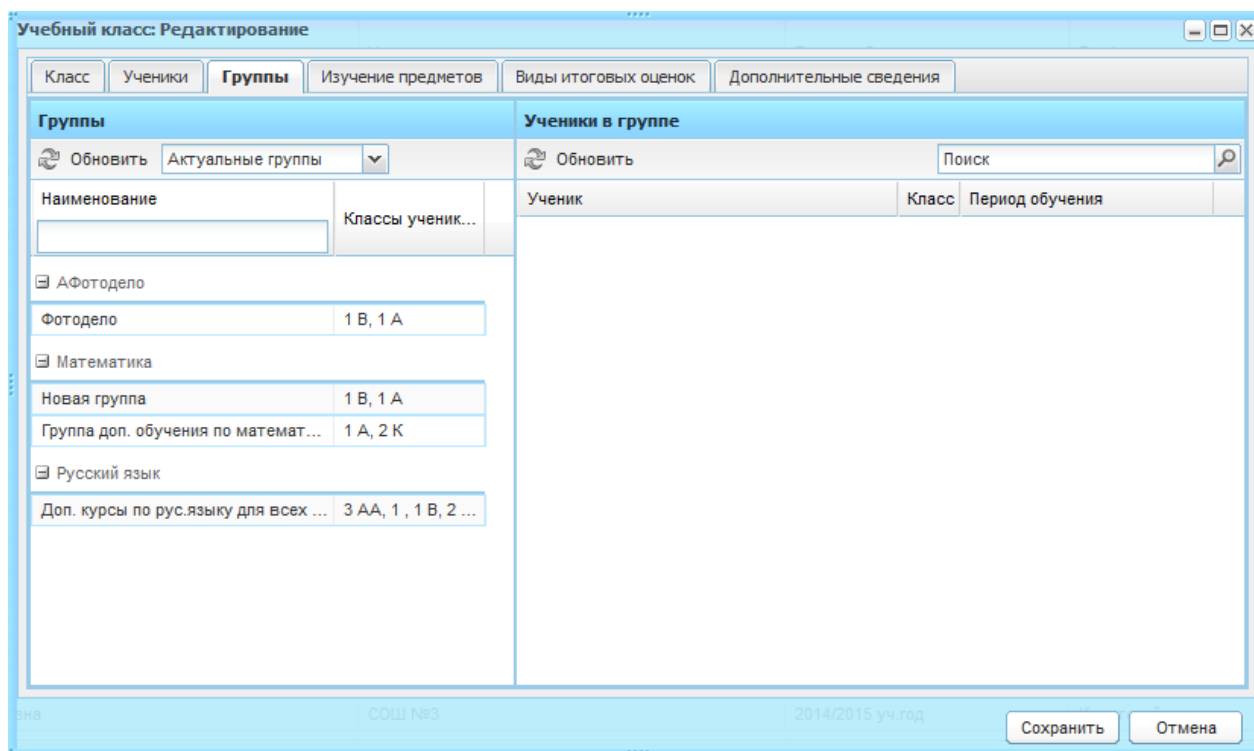 Учебный класс: Редактирование
Класс Ученики Группы Изучение предметов Виды итоговых оценок Дополнительные сведения
Группы
Обновить Актуальные группы
Наименование Классы ученик...
АФотодело
Фотодело 1 В, 1 А
Математика
Новая группа 1 В, 1 А
Группа доп. обучения по математ... 1 А, 2 К
Русский язык
Доп. курсы по рус.языку для всех ... 3 АА, 1 , 1 В, 2 ...
Ученики в группе
Обновить Поиск
Ученик Класс Период обучения
СОШ №3 2014/2015 уч.год
Сохранить Отмена